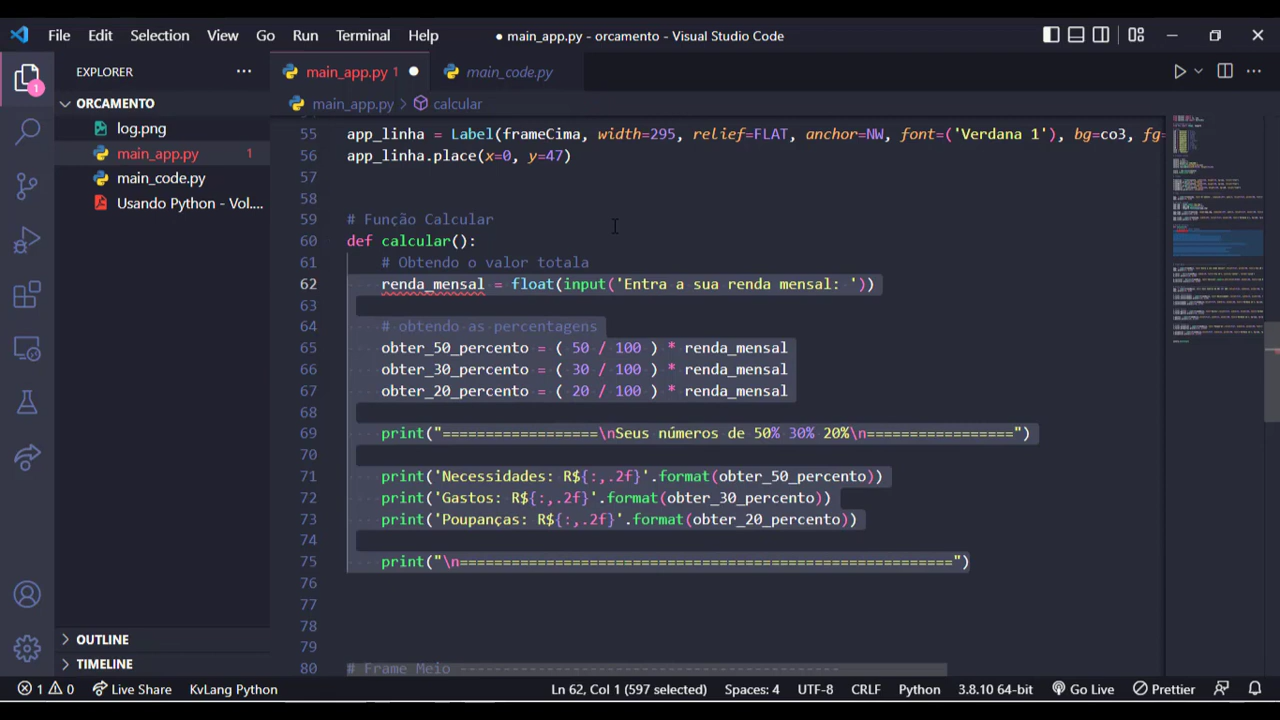 File Edit Selection View Go Run Terminal Help
● main_app.py - orcamento - Visual Studio Code
EXPLORER
main_app.py 1
main_code.py
ORCAMENTO
main_app.py > calcular
log.png
main_app.py 1
main_code.py
Usando Python - Vol....
1
55 app_linha = Label(frameCima, width=295, relief=FLAT, anchor=NW, font=('Verdana 1'), bg=co3, fg=
56 app_linha.place(x=0, y=47)
57
58
59 # Função Calcular
60 def calcular():
61 # Obtendo o valor totala
62 renda_mensal = float(input('Entra a sua renda mensal: '))
63
64 # obtendo as percentagens
65 obter_50_percento = ( 50 / 100 ) * renda_mensal
66 obter_30_percento = ( 30 / 100 ) * renda_mensal
67 obter_20_percento = ( 20 / 100 ) * renda_mensal
68
69 print("==================\nSeus números de 50% 30% 20%\n=================")
70
71 print('Necessidades: R${:,.2f}'.format(obter_50_percento))
72 print('Gastos: R${:,.2f}'.format(obter_30_percento))
73 print('Poupanças: R${:,.2f}'.format(obter_20_percento))
74
75 print("\n=========================================================")
76
77
78
79
80 # Frame Meio --------------------------------------------
OUTLINE
TIMELINE
1 0 Live Share KvLang Python Ln 62, Col 1 (597 selected) Spaces: 4 UTF-8 CRLF Python 3.8.10 64-bit Go Live Prettier